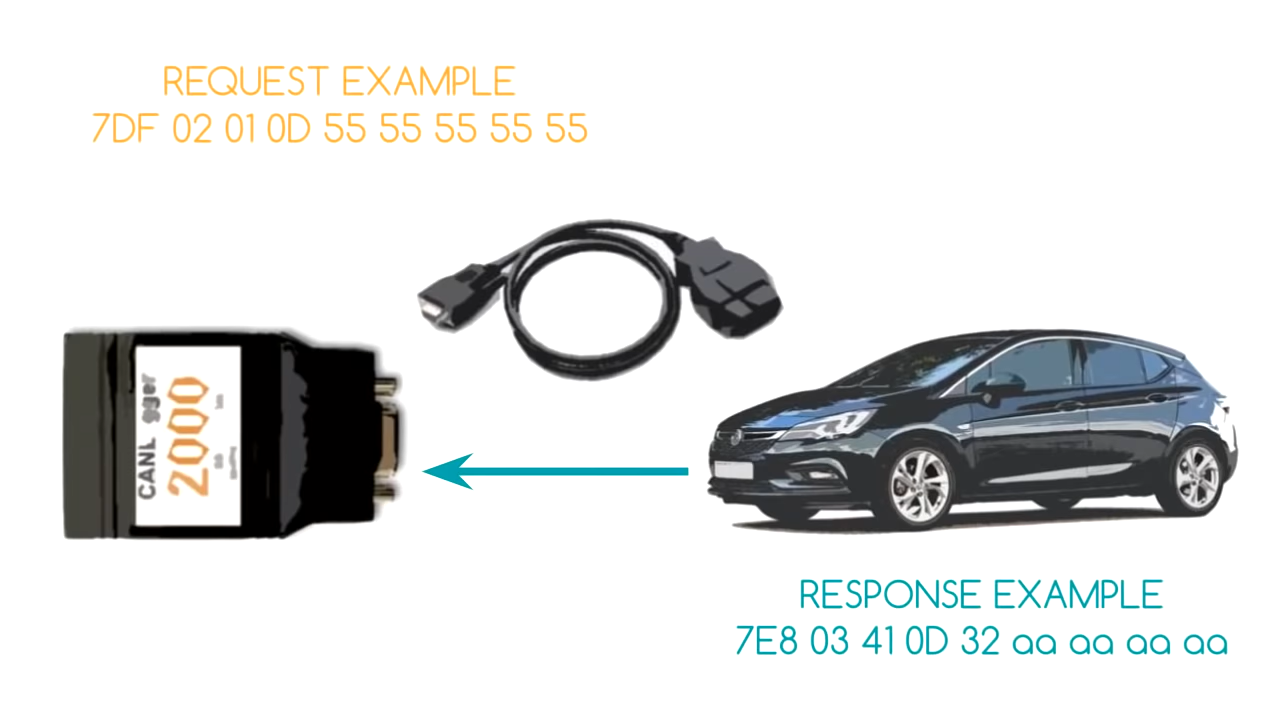 REQUEST EXAMPLE
7DF 02 01 0D 55 55 55 55 55
CANL gger
2000
RESPONSE EXAMPLE
7E8 03 41 0D 32 aa aa aa aa